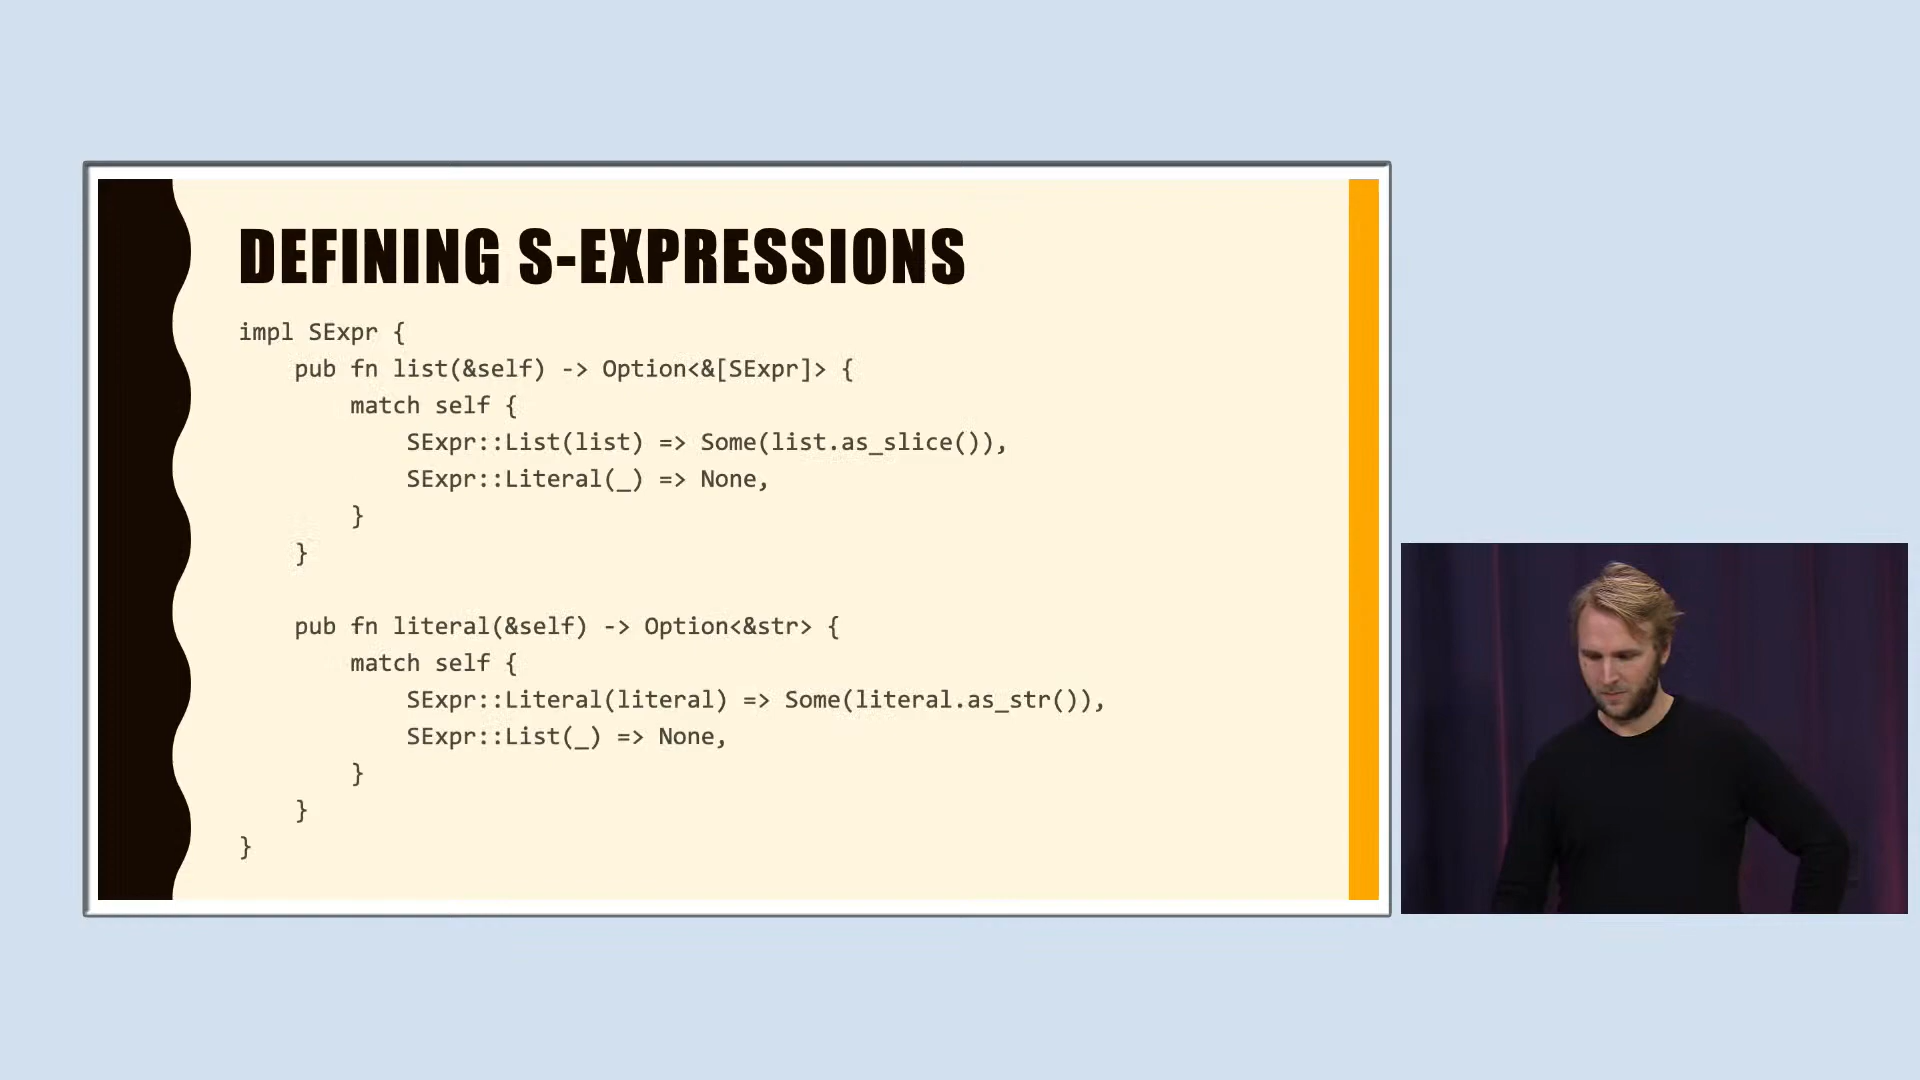 DEFINING S-EXPRESSIONS
impl SExpr {
    pub fn list(&self) -> Option<&[SExpr]> {
        match self {
            SExpr::List(list) => Some(list.as_slice()),
            SExpr::Literal(_) => None,
        }
    }

    pub fn literal(&self) -> Option<&str> {
        match self {
            SExpr::Literal(literal) => Some(literal.as_str()),
            SExpr::List(_) => None,
        }
    }
}